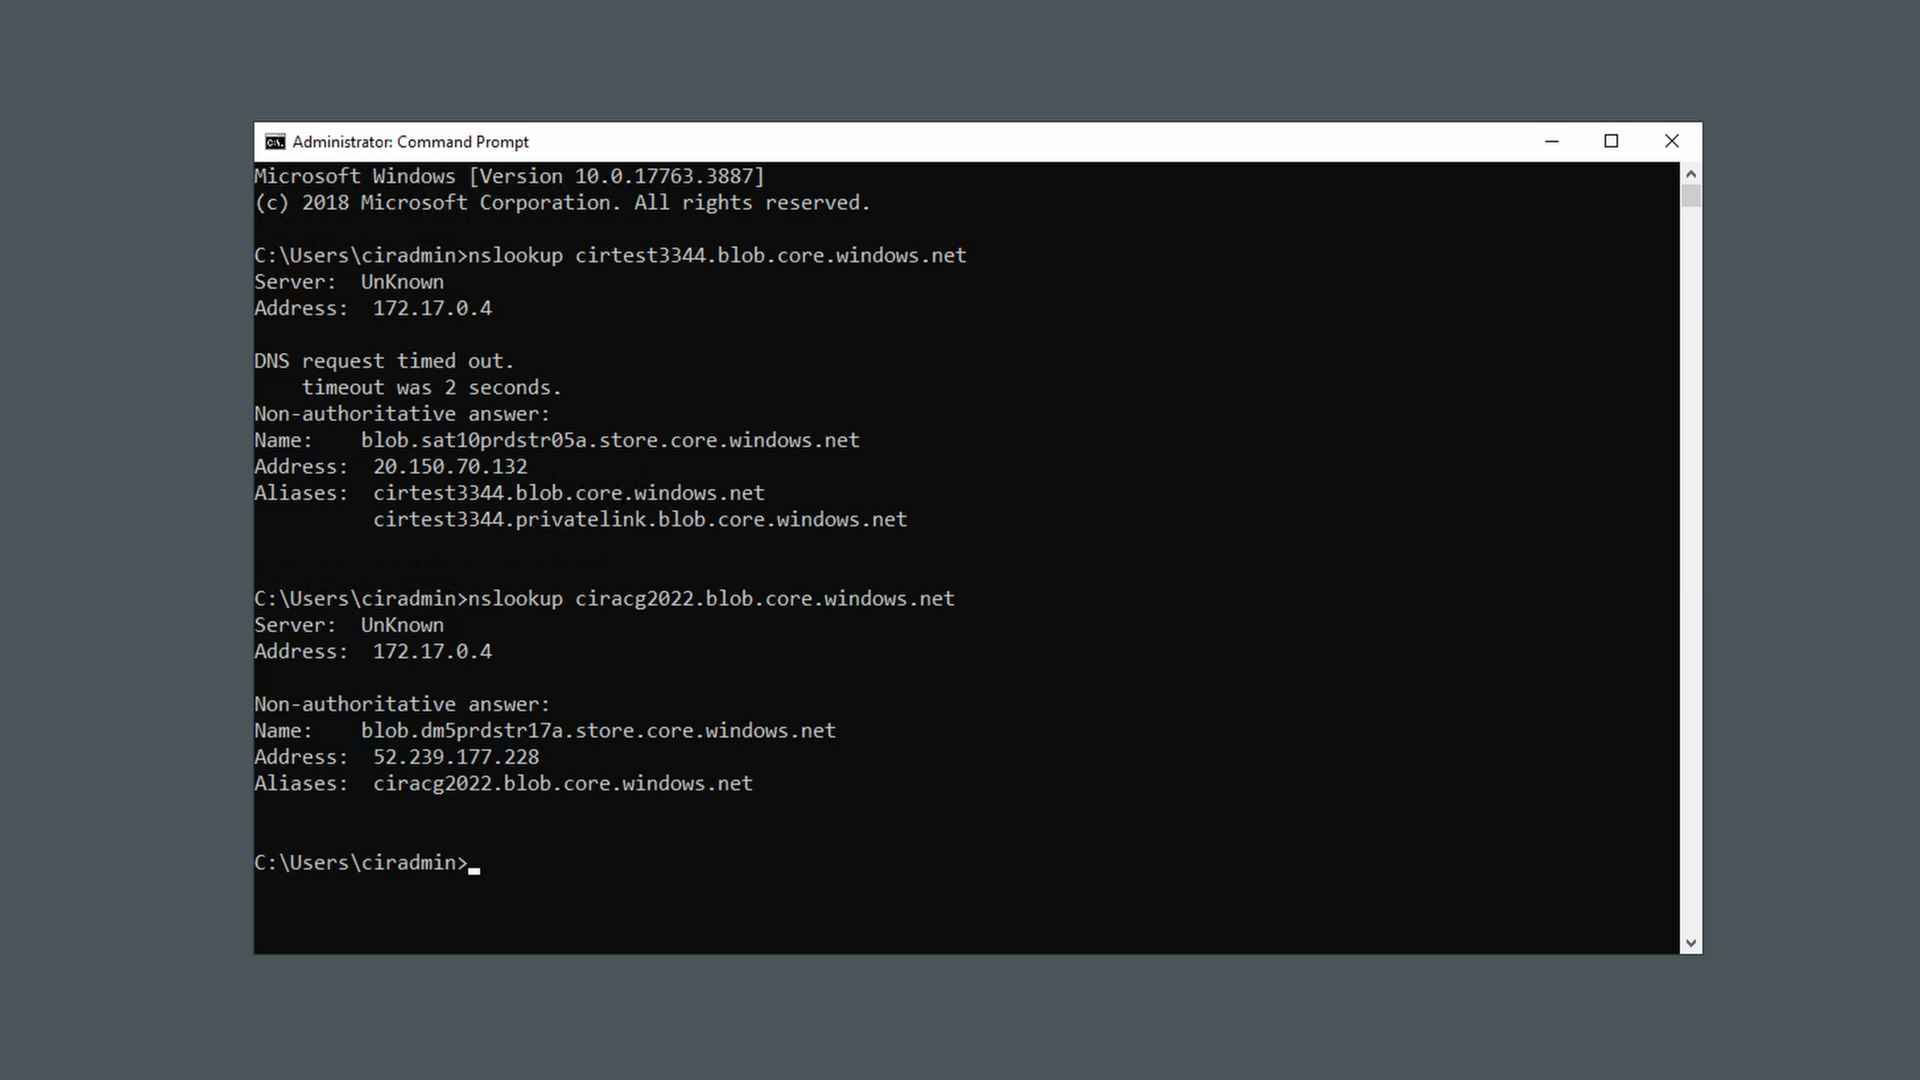 Administrator: Command Prompt
Microsoft Windows [Version 10.0.17763.3887]
(c) 2018 Microsoft Corporation. All rights reserved.
C:\Users\ciradmin>nslookup cirtest3344.blob.core.windows.net
Server:  UnKnown
Address:  172.17.0.4
DNS request timed out.
    timeout was 2 seconds.
Non-authoritative answer:
Name:    blob.sat10prdstr05a.store.core.windows.net
Address:  20.150.70.132
Aliases:  cirtest3344.blob.core.windows.net
          cirtest3344.privatelink.blob.core.windows.net
C:\Users\ciradmin>nslookup ciracg2022.blob.core.windows.net
Server:  UnKnown
Address:  172.17.0.4
Non-authoritative answer:
Name:    blob.dm5prdstr17a.store.core.windows.net
Address:  52.239.177.228
Aliases:  ciracg2022.blob.core.windows.net
C:\Users\ciradmin>